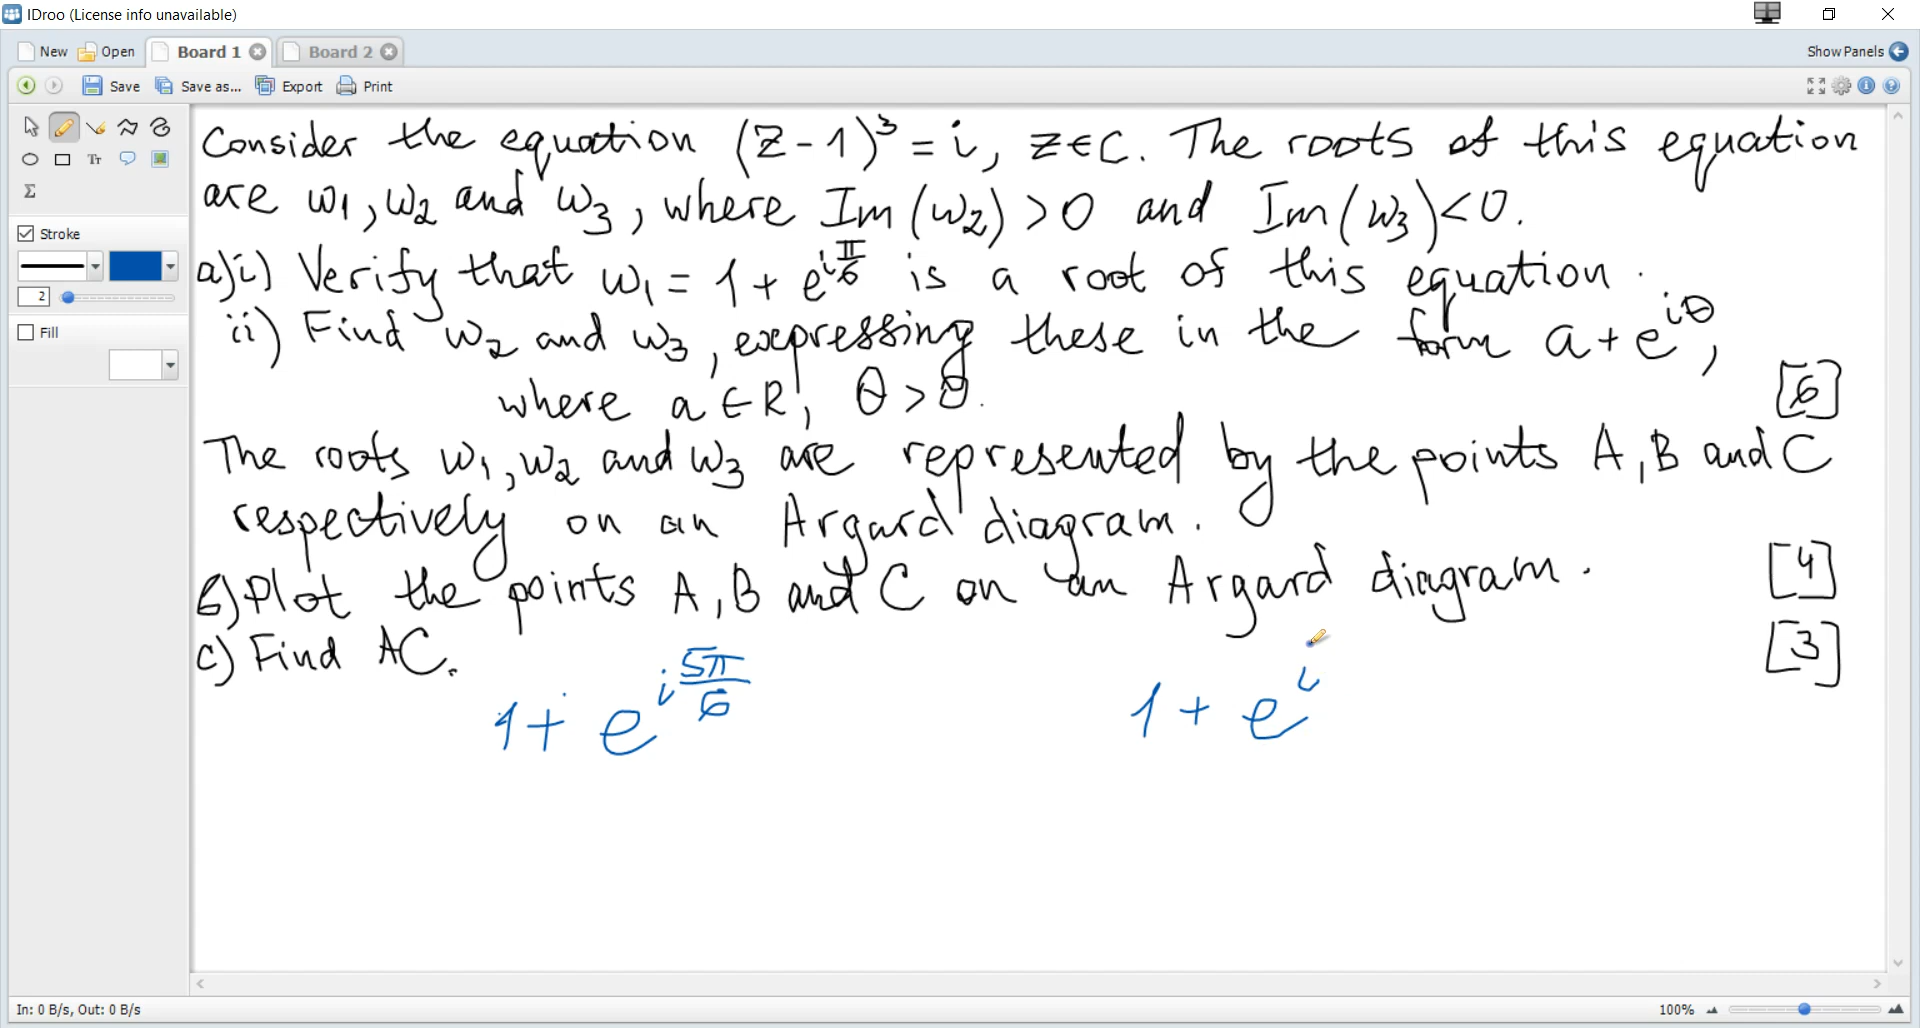 IDroo (License info unavailable)
New Open Board 1 Board 2 Show Panels
Save Save as... Export Print
Stroke
2
Fill
Consider the equation (z-1)³ = i, z∈C. The roots of this equation
are w1, w2 and w3, where Im(w2)>0 and Im(w3)<0.
a)i) Verify that w1 = 1+e^(iπ/6) is a root of this equation.
ii) Find w2 and w3, expressing these in the form a+e^(iθ),
where a∈R, θ>0. [6]
The roots w1, w2 and w3 are represented by the points A, B and C
respectively on an Argard diagram.
b) Plot the points A, B and C on an Argard diagram. [4]
c) Find AC. [3]
1+e^(i5π/6) 1+e^i
In: 0 B/s, Out: 0 B/s 100%